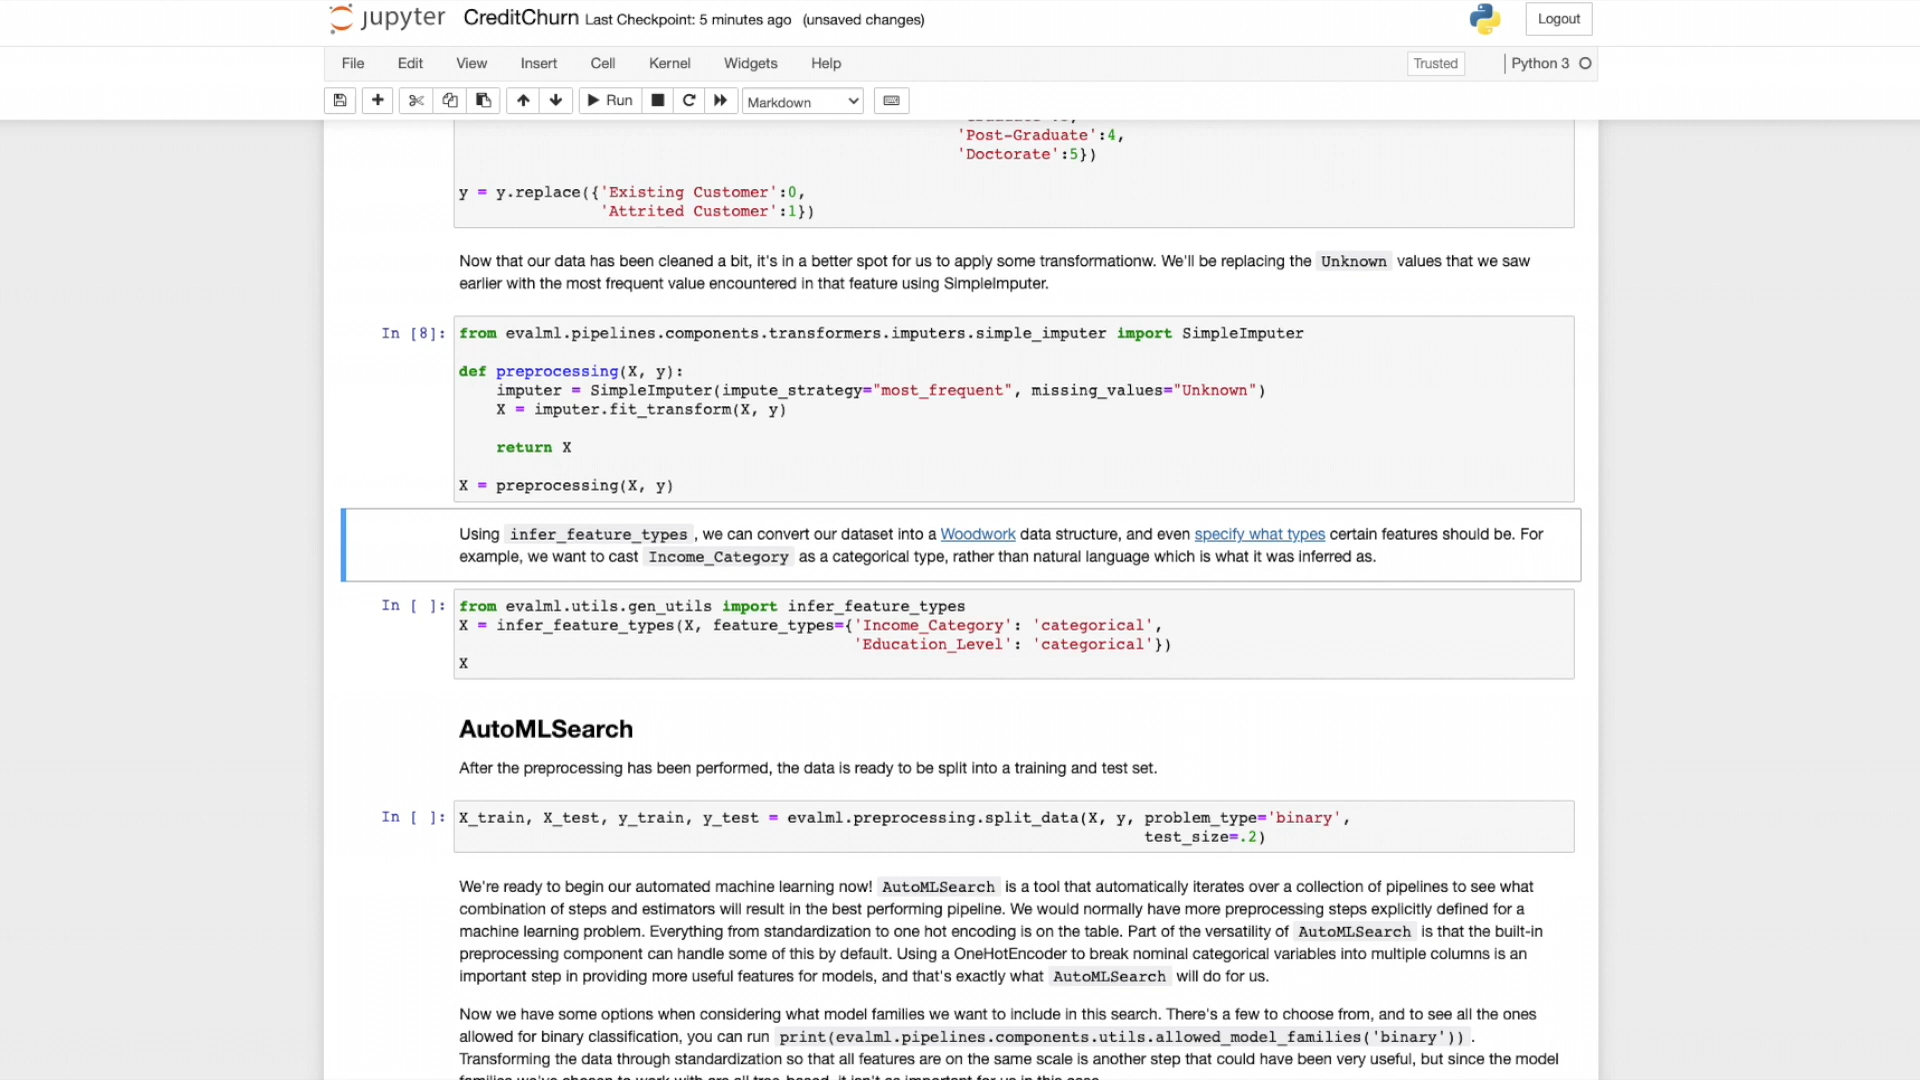 jupyter CreditChurn Last Checkpoint: 5 minutes ago (unsaved changes) Logout
File Edit View Insert Cell Kernel Widgets Help Trusted Python 3
Run Markdown
'Post-Graduate':4,
'Doctorate':5})
y = y.replace({'Existing Customer':0,
'Attrited Customer':1})
Now that our data has been cleaned a bit, it's in a better spot for us to apply some transformationw. We'll be replacing the Unknown values that we saw
earlier with the most frequent value encountered in that feature using SimpleImputer.
In [8]: from evalml.pipelines.components.transformers.imputers.simple_imputer import SimpleImputer
def preprocessing(X, y):
imputer = SimpleImputer(impute_strategy="most_frequent", missing_values="Unknown")
X = imputer.fit_transform(X, y)
return X
X = preprocessing(X, y)
Using infer_feature_types , we can convert our dataset into a Woodwork data structure, and even specify what types certain features should be. For
example, we want to cast Income_Category as a categorical type, rather than natural language which is what it was inferred as.
In [ ]: from evalml.utils.gen_utils import infer_feature_types
X = infer_feature_types(X, feature_types={'Income_Category': 'categorical',
'Education_Level': 'categorical'})
X
AutoMLSearch
After the preprocessing has been performed, the data is ready to be split into a training and test set.
In [ ]: X_train, X_test, y_train, y_test = evalml.preprocessing.split_data(X, y, problem_type='binary',
test_size=.2)
We're ready to begin our automated machine learning now! AutoMLSearch is a tool that automatically iterates over a collection of pipelines to see what
combination of steps and estimators will result in the best performing pipeline. We would normally have more preprocessing steps explicitly defined for a
machine learning problem. Everything from standardization to one hot encoding is on the table. Part of the versatility of AutoMLSearch is that the built-in
preprocessing component can handle some of this by default. Using a OneHotEncoder to break nominal categorical variables into multiple columns is an
important step in providing more useful features for models, and that's exactly what AutoMLSearch will do for us.
Now we have some options when considering what model families we want to include in this search. There's a few to choose from, and to see all the ones
allowed for binary classification, you can run print(evalml.pipelines.components.utils.allowed_model_families('binary')) .
Transforming the data through standardization so that all features are on the same scale is another step that could have been very useful, but since the model